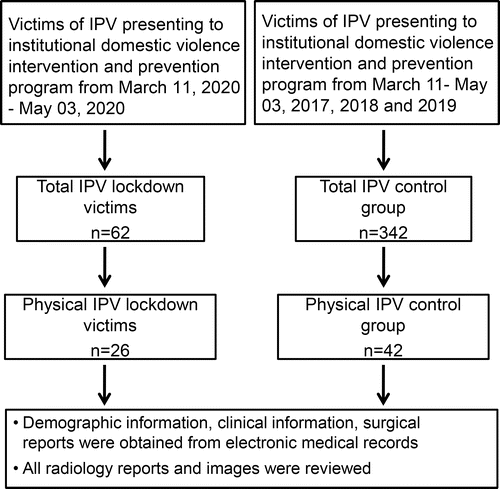 Victims of IPV presenting to
institutional domestic violence
intervention and prevention
program from March 11, 2020
- May 03, 2020
Victims of IPV presenting to
institutional domestic violence
intervention and prevention
program from March 11- May
03, 2017, 2018 and 2019
Total IPV lockdown
victims
n=62
Total IPV control
group
n=342
Physical IPV lockdown
victims
n=26
Physical IPV control
group
n=42
• Demographic information, clinical information, surgical
reports were obtained from electronic medical records
• All radiology reports and images were reviewed